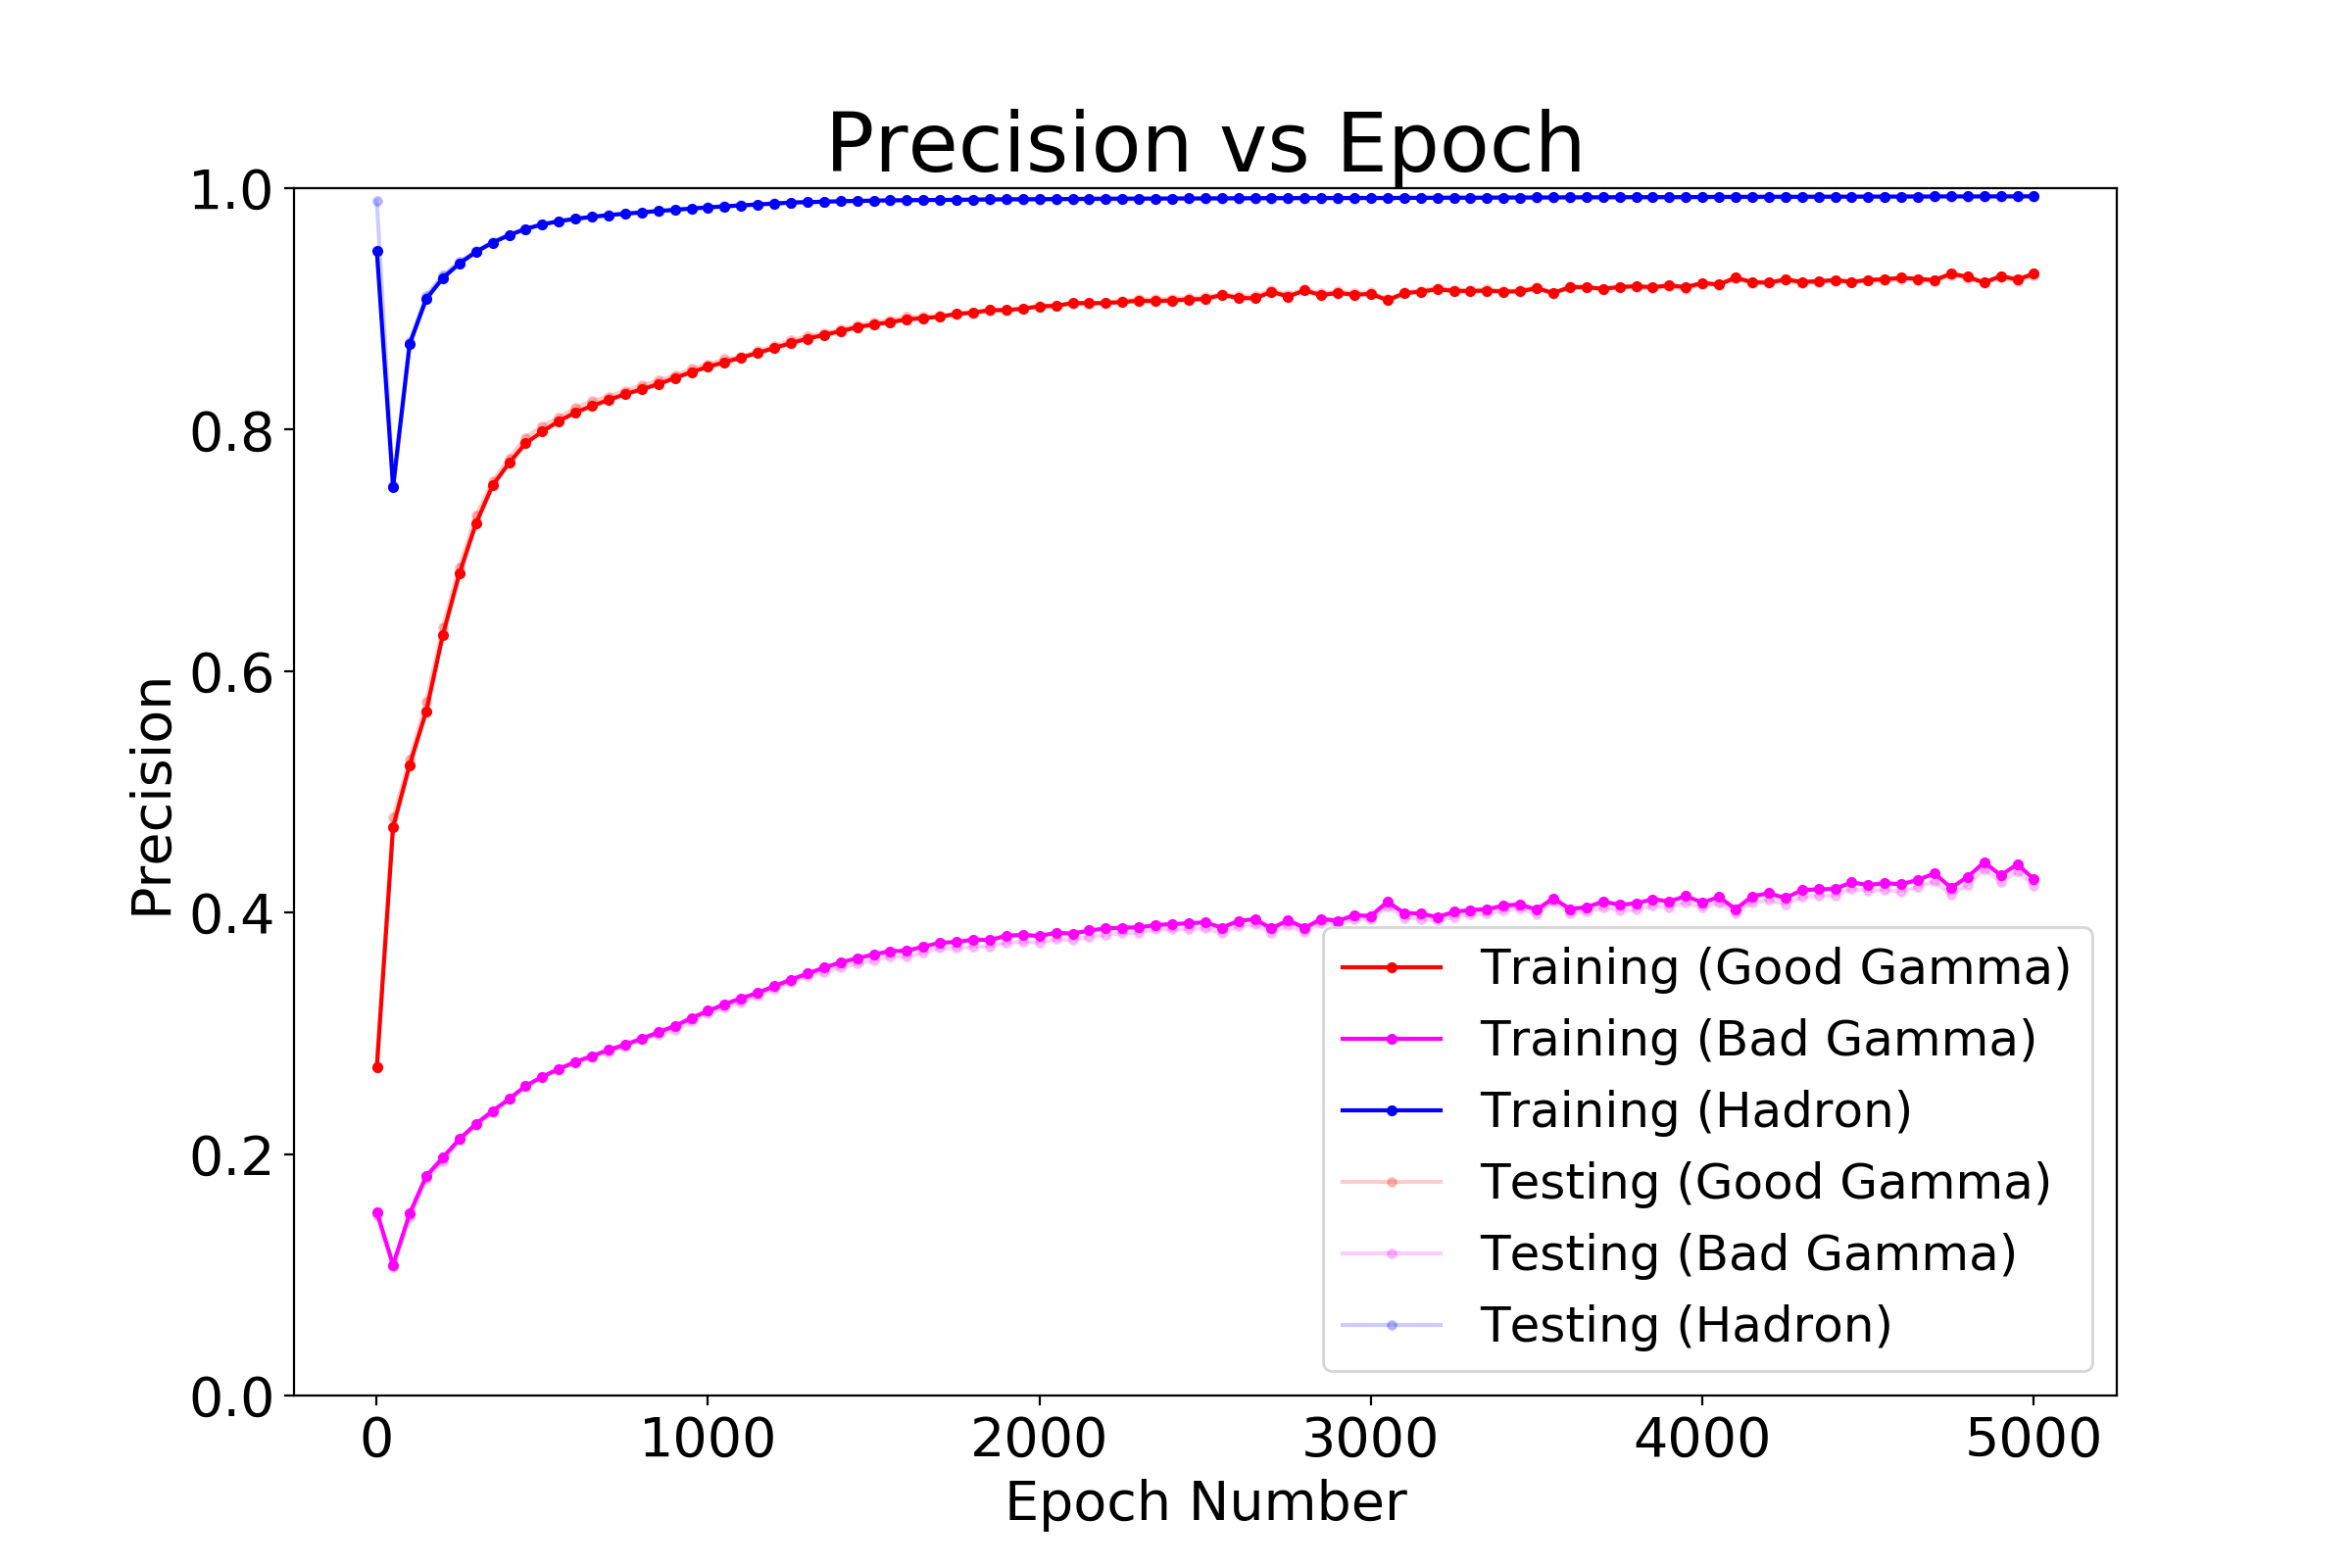 Precision vs Epoch
1.0
0.8
0.6
0.4
0.2
0.0
Precision
0 1000 2000 3000 4000 5000
Epoch Number
Training (Good Gamma)
Training (Bad Gamma)
Training (Hadron)
Testing (Good Gamma)
Testing (Bad Gamma)
Testing (Hadron)